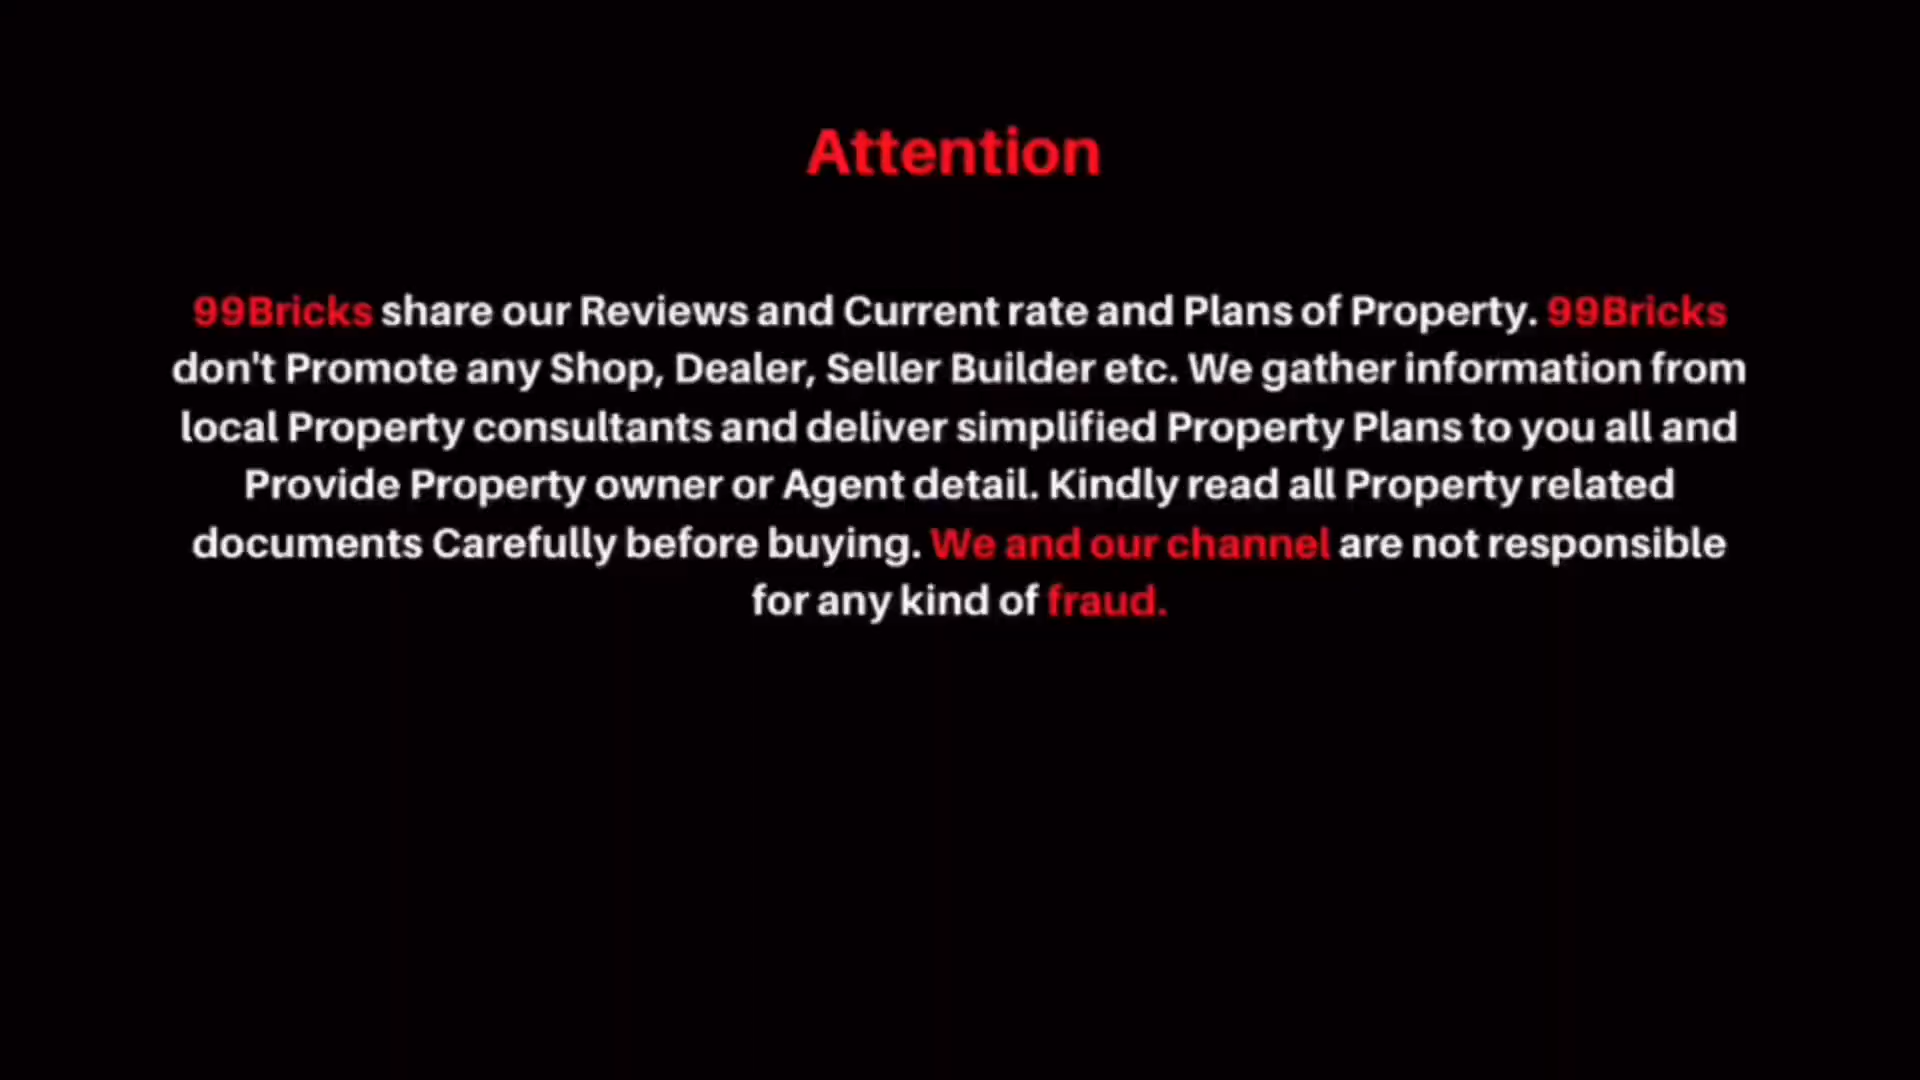 Attention
99Bricks share our Reviews and Current rate and Plans of Property. 99Bricks
don't Promote any Shop, Dealer, Seller Builder etc. We gather information from
local Property consultants and deliver simplified Property Plans to you all and
Provide Property owner or Agent detail. Kindly read all Property related
documents Carefully before buying. We and our channel are not responsible
for any kind of fraud.